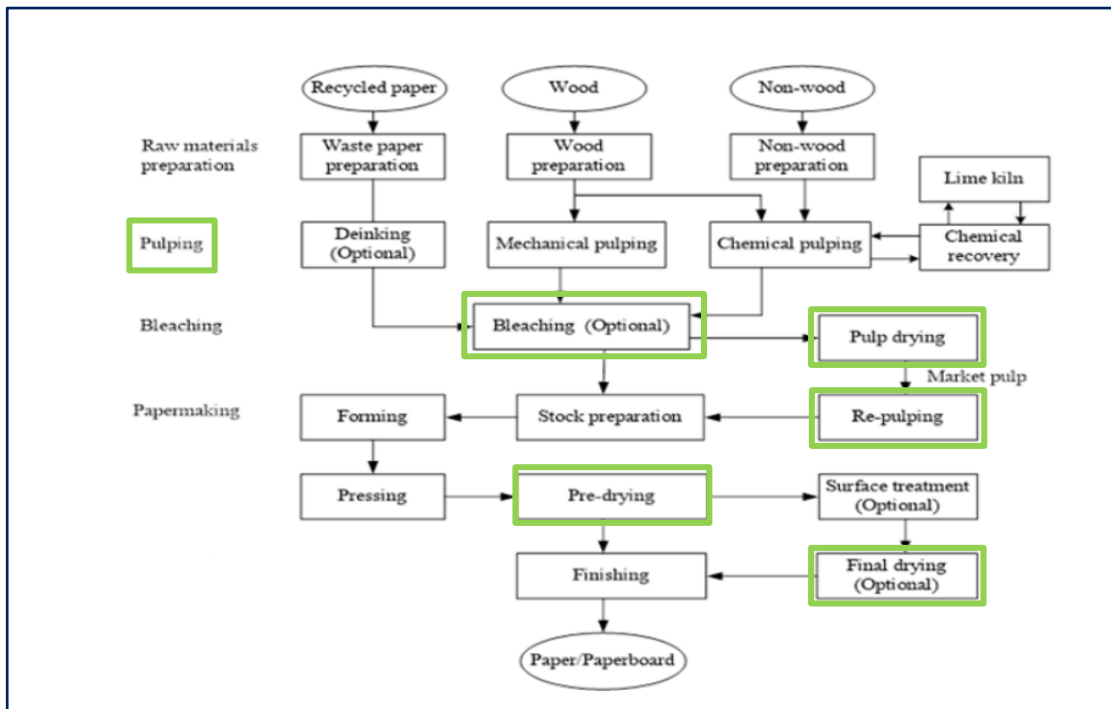 Recycled paper
Wood
Non-wood
Raw materials
preparation
Waste paper
preparation
Wood
preparation
Non-wood
preparation
Lime kiln
Pulping
Deinking
(Optional)
Mechanical pulping
Chemical pulping
Chemical
recovery
Bleaching
Bleaching (Optional)
Pulp drying
Market pulp
Papermaking
Forming
Stock preparation
Re-pulping
Pressing
Pre-drying
Surface treatment
(Optional)
Finishing
Final drying
(Optional)
Paper/Paperboard